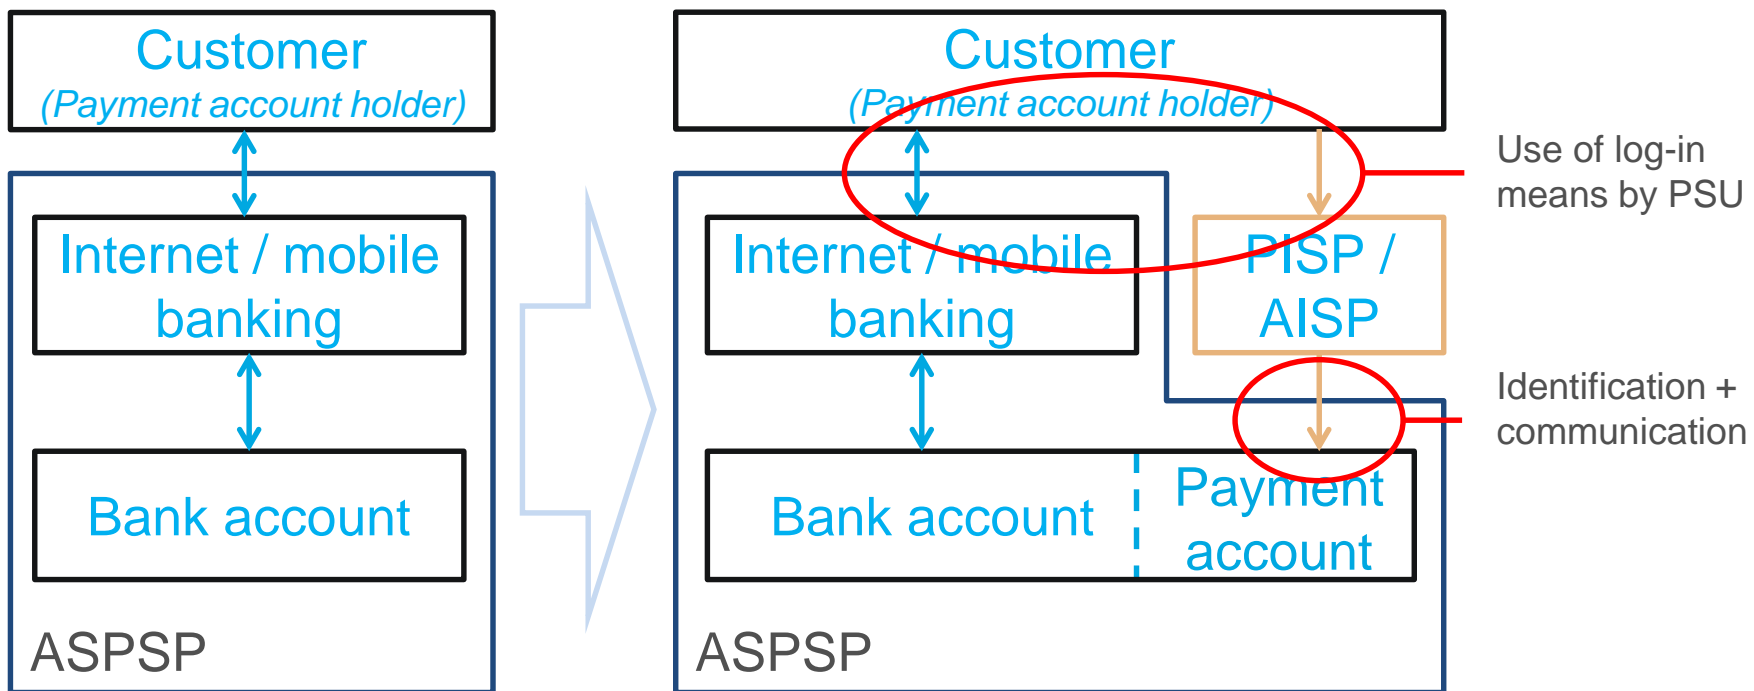 Customer
(Payment account holder)
Internet / mobile
banking
Bank account
ASPSP
Customer
(Payment account holder)
Internet / mobile
banking
PISP /
AISP
Bank account
Payment
account
ASPSP
Use of log-in
means by PSU
Identification +
communication